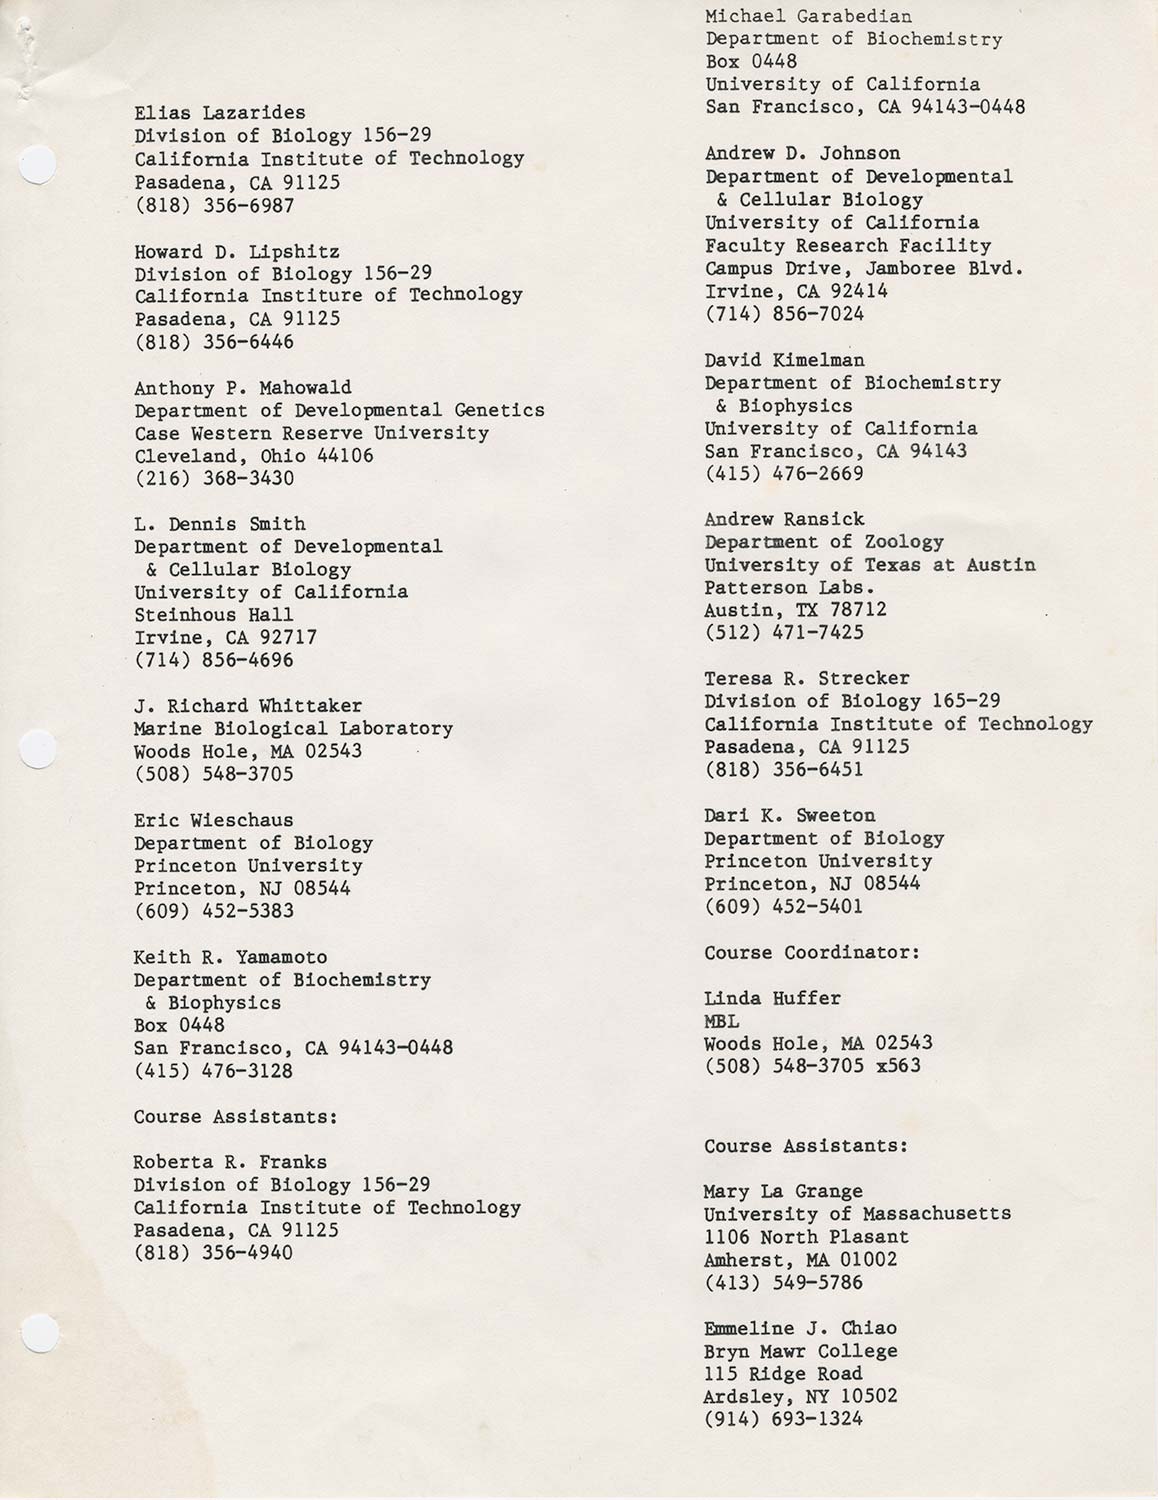 Elias Lazarides
Division of Biology 156-29
California Institute of Technology
Pasadena, CA 91125
(818) 356-6987
Howard D. Lipshitz
Division of Biology 156-29
California Institure of Technology
Pasadena, CA 91125
(818) 356-6446
Anthony P. Mahowald
Department of Developmental Genetics
Case Western Reserve University
Cleveland, Ohio 44106
(216) 368-3430
L. Dennis Smith
Department of Developmental
& Cellular Biology
University of California
Steinhous Hall
Irvine, CA 92717
(714) 856-4696
J. Richard Whittaker
Marine Biological Laboratory
Woods Hole, MA 02543
(508) 548-3705
Eric Wieschaus
Department of Biology
Princeton University
Princeton, NJ 08544
(609) 452-5383
Keith R. Yamamoto
Department of Biochemistry
& Biophysics
Box 0448
San Francisco, CA 94143-0448
(415) 476-3128
Course Assistants:
Roberta R. Franks
Division of Biology 156-29
California Institute of Technology
Pasadena, CA 91125
(818) 356-4940
Michael Garabedian
Department of Biochemistry
Box 0448
University of California
San Francisco, CA 94143-0448
Andrew D. Johnson
Department of Developmental
& Cellular Biology
University of California
Faculty Research Facility
Campus Drive, Jamboree Blvd.
Irvine, CA 92414
(714) 856-7024
David Kimelman
Department of Biochemistry
& Biophysics
University of California
San Francisco, CA 94143
(415) 476-2669
Andrew Ransick
Department of Zoology
University of Texas at Austin
Patterson Labs.
Austin, TX 78712
(512) 471-7425
Teresa R. Strecker
Division of Biology 165-29
California Institute of Technology
Pasadena, CA 91125
(818) 356-6451
Dari K. Sweeton
Department of Biology
Princeton University
Princeton, NJ 08544
(609) 452-5401
Course Coordinator:
Linda Huffer
MBL
Woods Hole, MA 02543
(508) 548-3705 x563
Course Assistants:
Mary La Grange
University of Massachusetts
1106 North Plasant
Amherst, MA 01002
(413) 549-5786
Emmeline J. Chiao
Bryn Mawr College
115 Ridge Road
Ardsley, NY 10502
(914) 693-1324